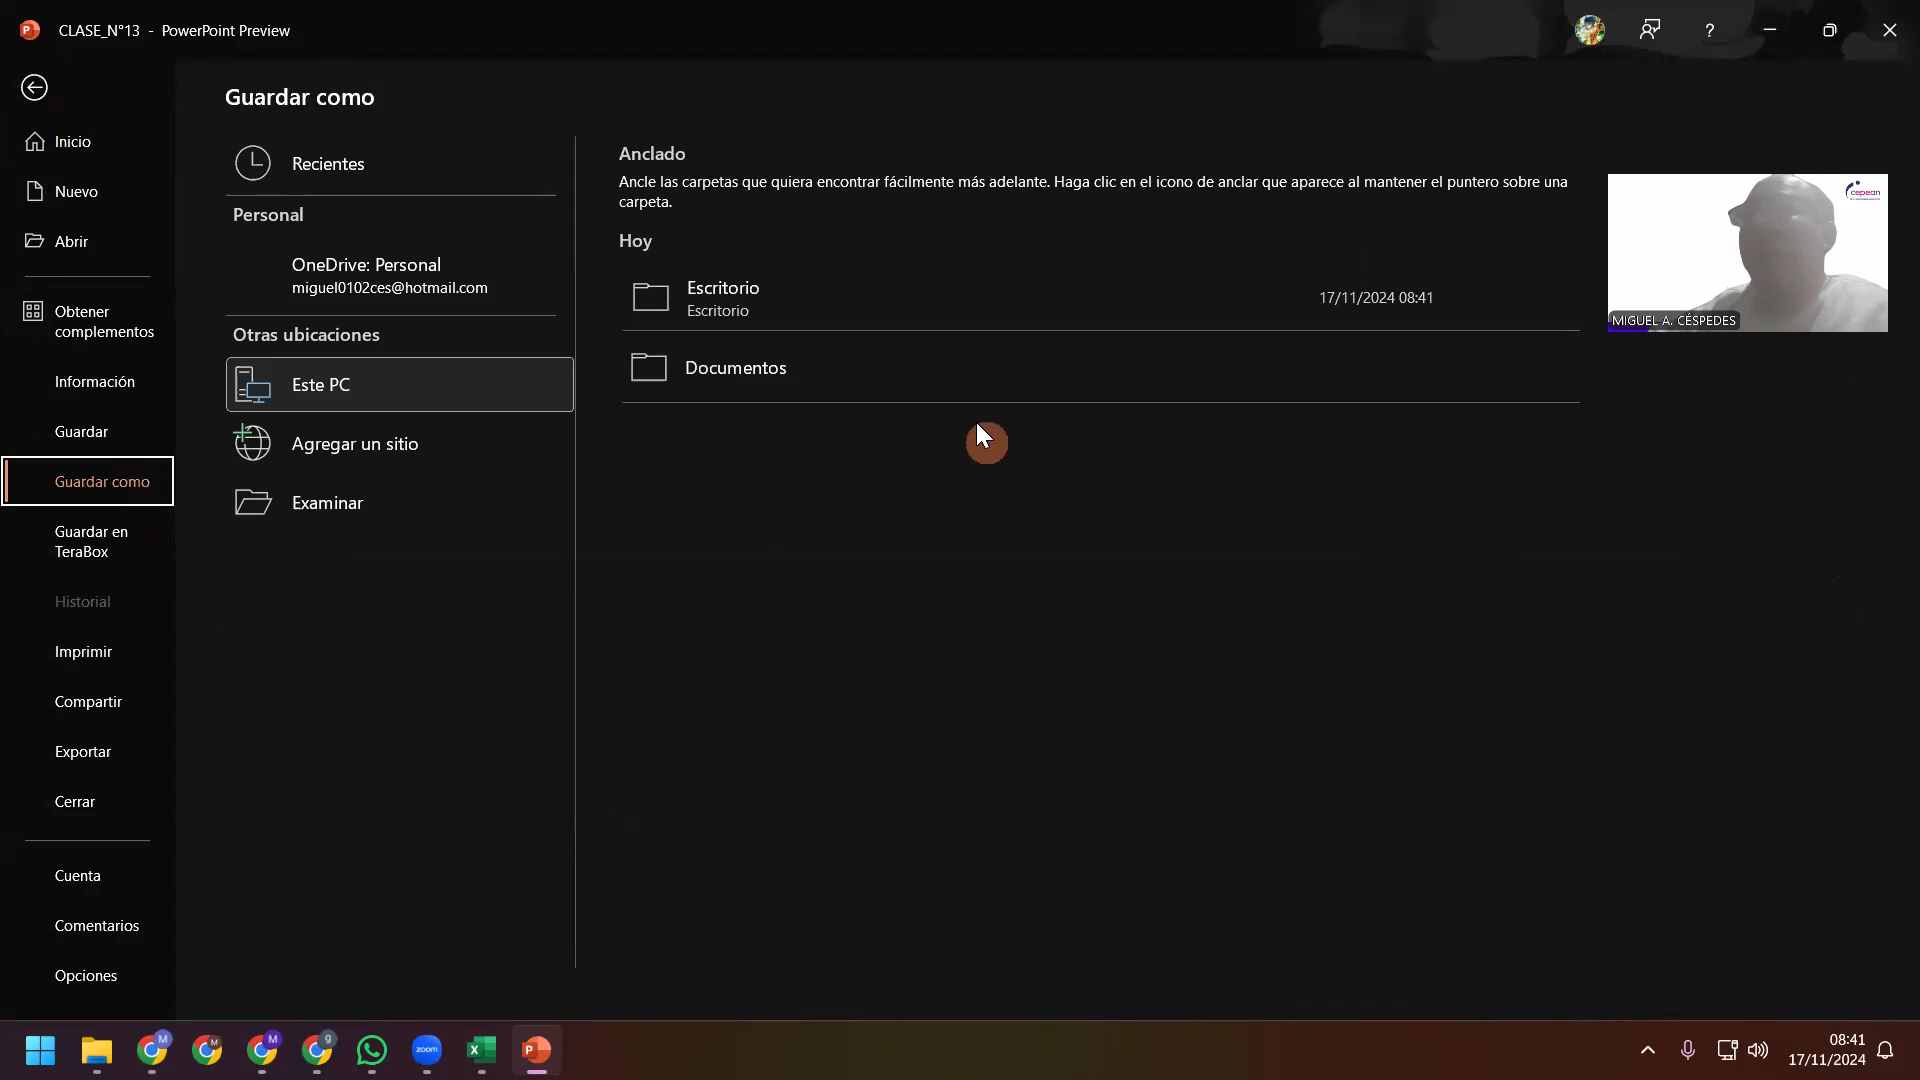 CLASE_N°13 - PowerPoint Preview
?
Guardar como
Inicio
Nuevo
Abrir
Obtener
complementos
Información
Guardar
Guardar como
Guardar en
TeraBox
Historial
Imprimir
Compartir
Exportar
Cerrar
Cuenta
Comentarios
Opciones
Recientes
Personal
OneDrive: Personal
miguel0102ces@hotmail.com
Otras ubicaciones
Este PC
Agregar un sitio
Examinar
Anclado
Ancle las carpetas que quiera encontrar fácilmente más adelante. Haga clic en el icono de anclar que aparece al mantener el puntero sobre una
carpeta.
Hoy
Escritorio
Escritorio
17/11/2024 08:41
Documentos
cepean
MIGUEL A. CÉSPEDES
M
M
M
g
zoom
X
P
08:41
17/11/2024